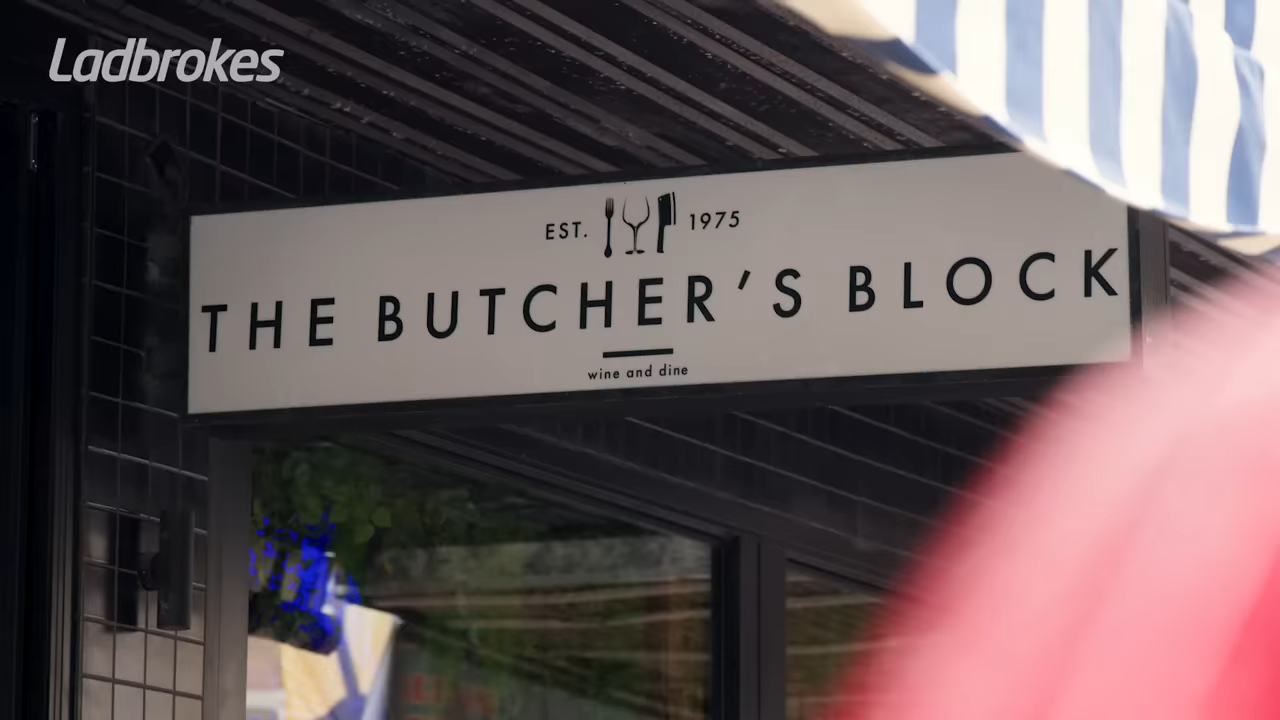 Ladbrokes
EST. 1975
THE BUTCHER'S BLOCK
wine and dine